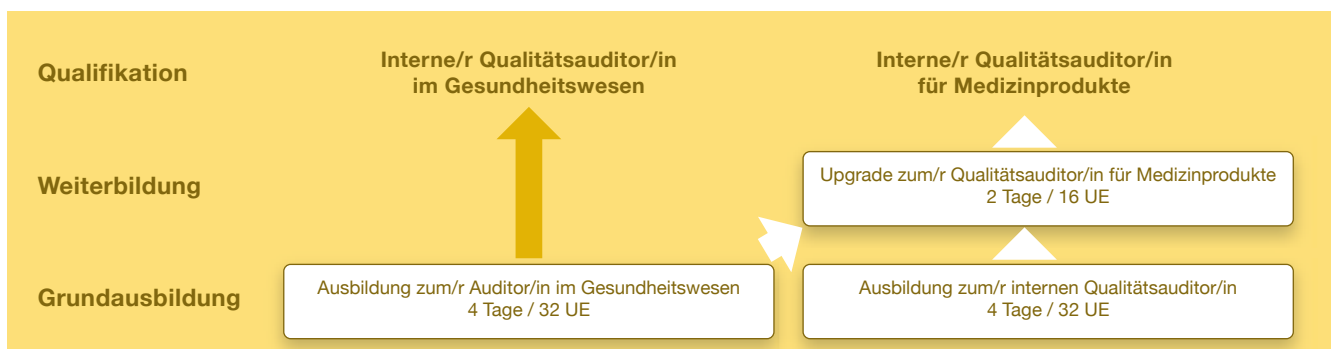 Qualifikation
Interne/r Qualitätsauditor/in
im Gesundheitswesen
Interne/r Qualitätsauditor/in
für Medizinprodukte
Weiterbildung
Upgrade zum/r Qualitätsauditor/in für Medizinprodukte
2 Tage / 16 UE
Grundausbildung
Ausbildung zum/r Auditor/in im Gesundheitswesen
4 Tage / 32 UE
Ausbildung zum/r internen Qualitätsauditor/in
4 Tage / 32 UE